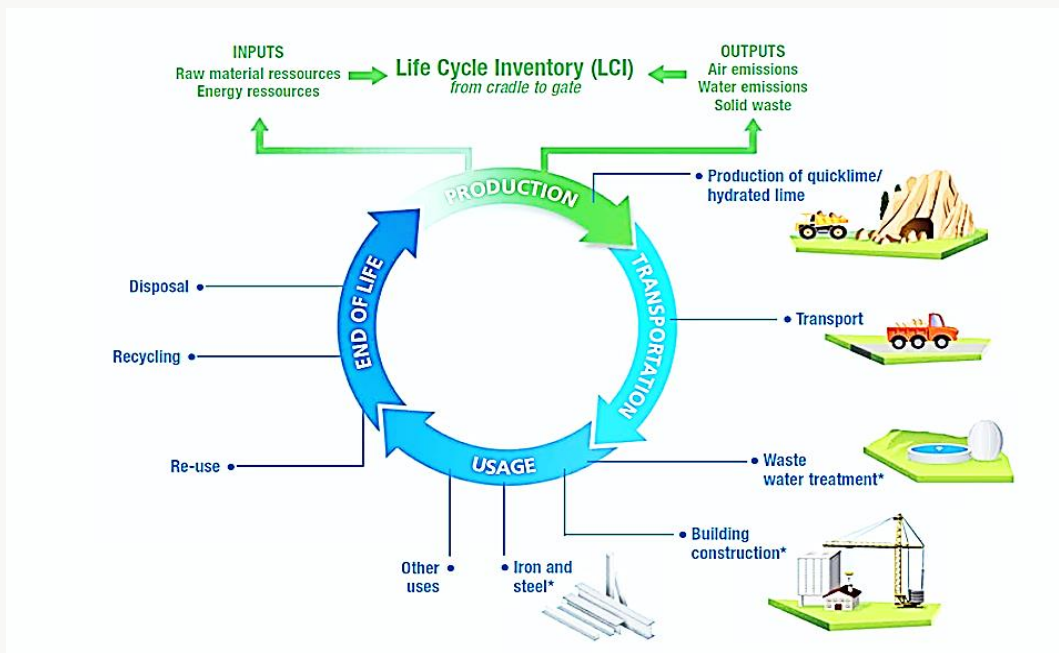 INPUTS
Raw material ressources
Energy ressources
Life Cycle Inventory (LCI)
from cradle to gate
OUTPUTS
Air emissions
Water emissions
Solid waste
PRODUCTION
Production of quicklime/
hydrated lime
TRANSPORTATION
Transport
USAGE
Waste
water treatment*
Building
construction*
Iron and
steel*
Other
uses
END OF LIFE
Re-use
Recycling
Disposal